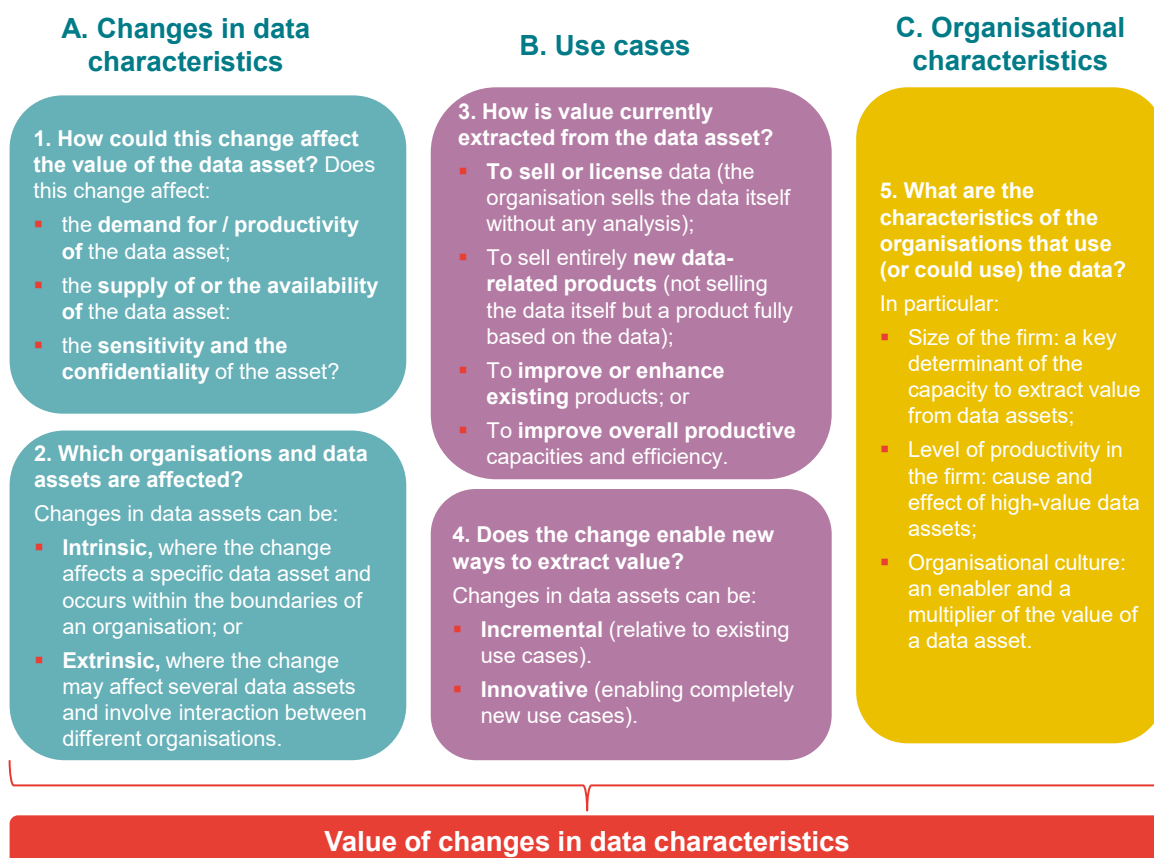 A. Changes in data
characteristics
1. How could this change affect
the value of the data asset? Does
this change affect:
▪ the demand for / productivity
of the data asset;
▪ the supply of or the availability
of the data asset:
▪ the sensitivity and the
confidentiality of the asset?
2. Which organisations and data
assets are affected?
Changes in data assets can be:
▪ Intrinsic, where the change
affects a specific data asset and
occurs within the boundaries of
an organisation; or
▪ Extrinsic, where the change
may affect several data assets
and involve interaction between
different organisations.
B. Use cases
3. How is value currently
extracted from the data asset?
▪ To sell or license data (the
organisation sells the data itself
without any analysis);
▪ To sell entirely new data-
related products (not selling
the data itself but a product fully
based on the data);
▪ To improve or enhance
existing products; or
▪ To improve overall productive
capacities and efficiency.
4. Does the change enable new
ways to extract value?
Changes in data assets can be:
▪ Incremental (relative to existing
use cases).
▪ Innovative (enabling completely
new use cases).
C. Organisational
characteristics
5. What are the
characteristics of the
organisations that use
(or could use) the data?
In particular:
▪ Size of the firm: a key
determinant of the
capacity to extract value
from data assets;
▪ Level of productivity in
the firm: cause and
effect of high-value data
assets;
▪ Organisational culture:
an enabler and a
multiplier of the value of
a data asset.
Value of changes in data characteristics